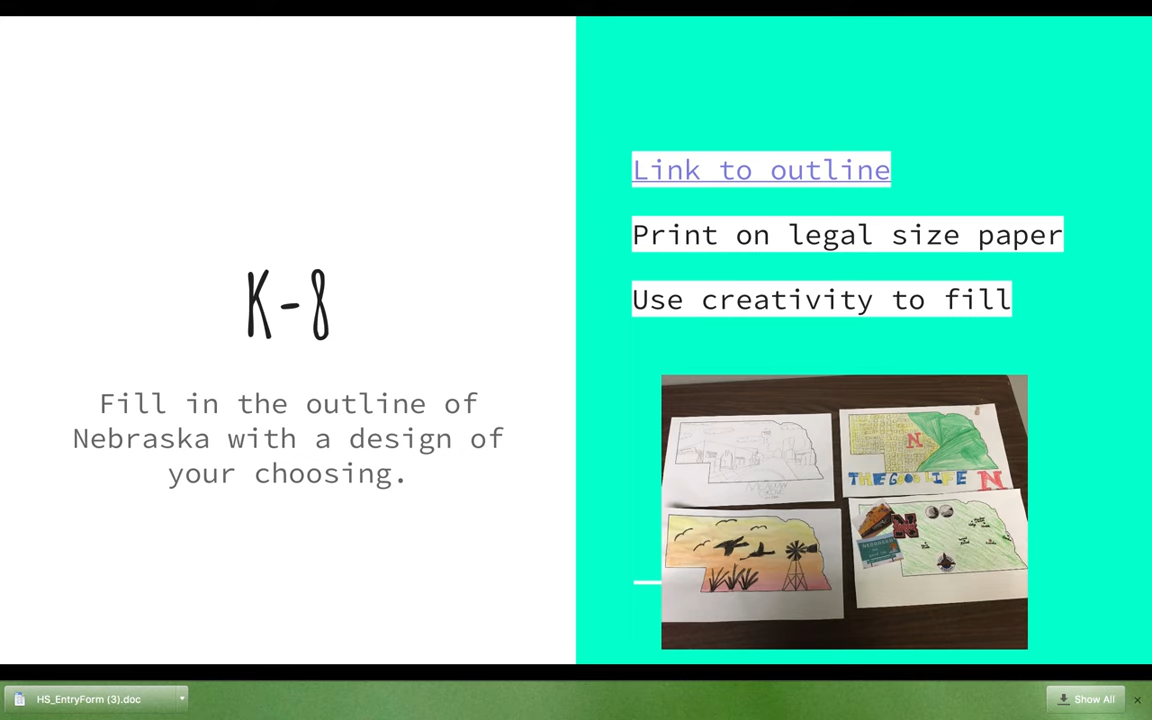 K-8
Fill in the outline of
Nebraska with a design of
your choosing.
Link to outline
Print on legal size paper
Use creativity to fill
N
THE GOOD LIFE N
N
HS_EntryForm (3).doc
Show All